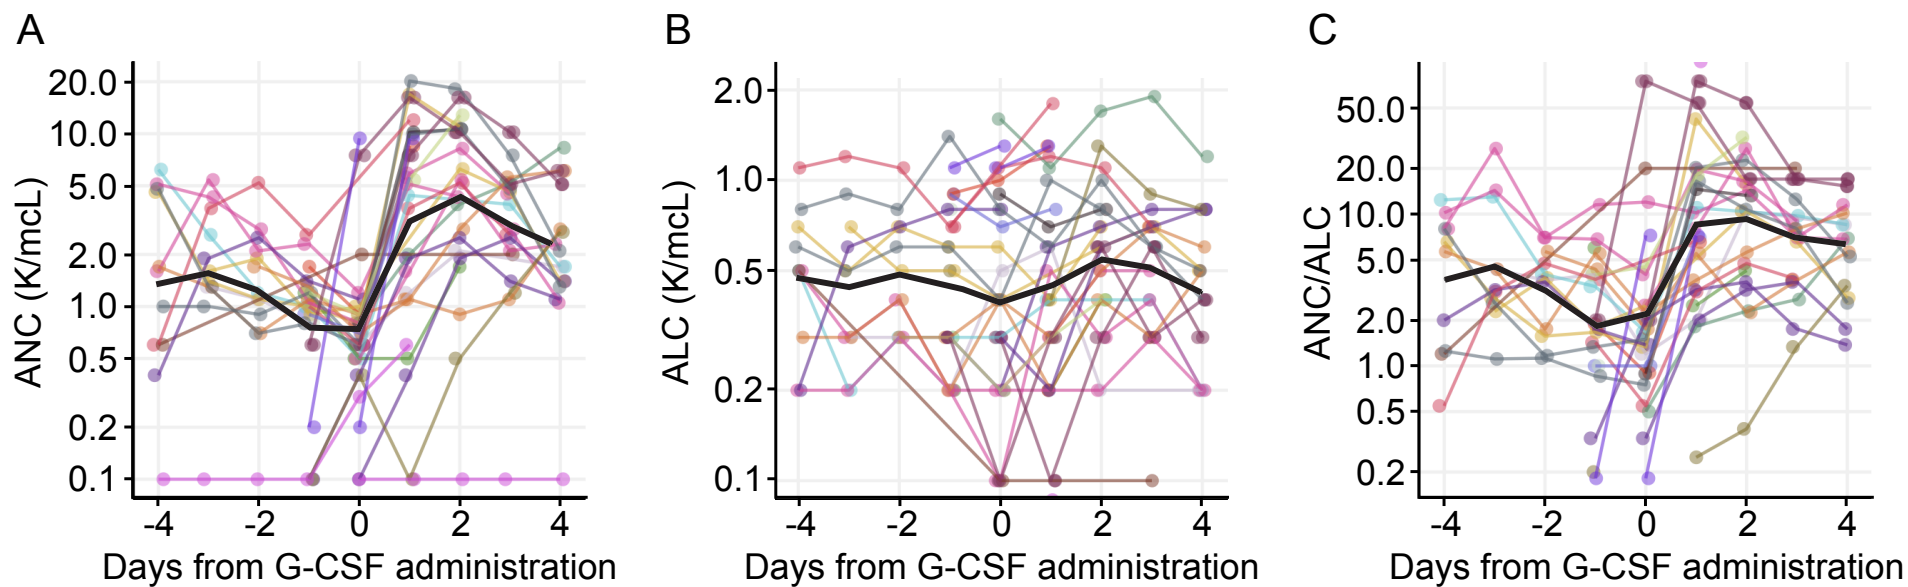 A
ANC (K/mcL)
20.0
10.0
5.0
2.0
1.0
0.5
0.2
0.1
-4 -2 0 2 4
Days from G-CSF administration
B
ALC (K/mcL)
2.0
1.0
0.5
0.2
0.1
-4 -2 0 2 4
Days from G-CSF administration
C
ANC/ALC
50.0
20.0
10.0
5.0
2.0
1.0
0.5
0.2
-4 -2 0 2 4
Days from G-CSF administration